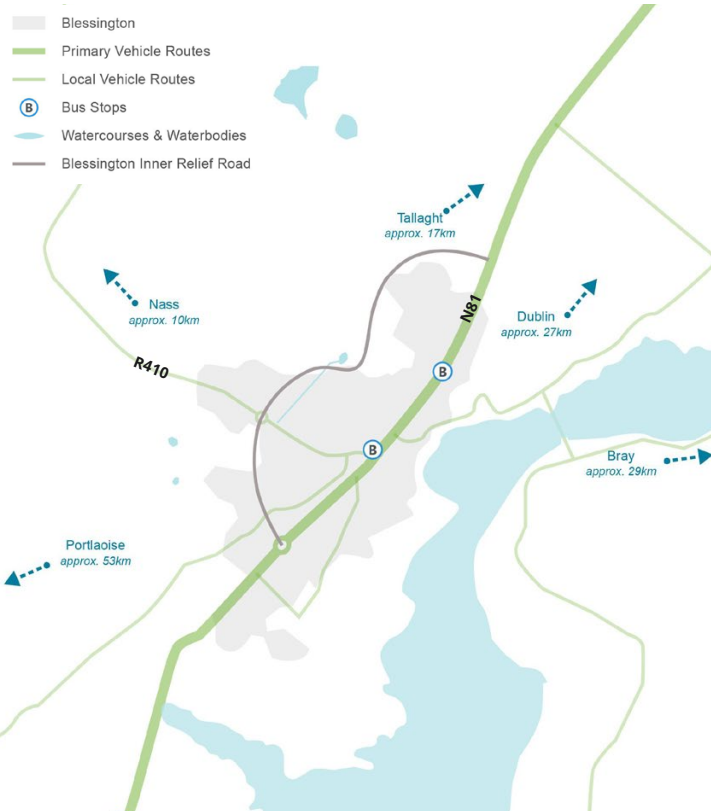 Blessington
Primary Vehicle Routes
Local Vehicle Routes
B Bus Stops
Watercourses & Waterbodies
Blessington Inner Relief Road
Tallaght
approx. 17km
Nass
approx. 10km
N81
Dublin
approx. 27km
R410
B
B
Bray
approx. 29km
Portlaoise
approx. 53km